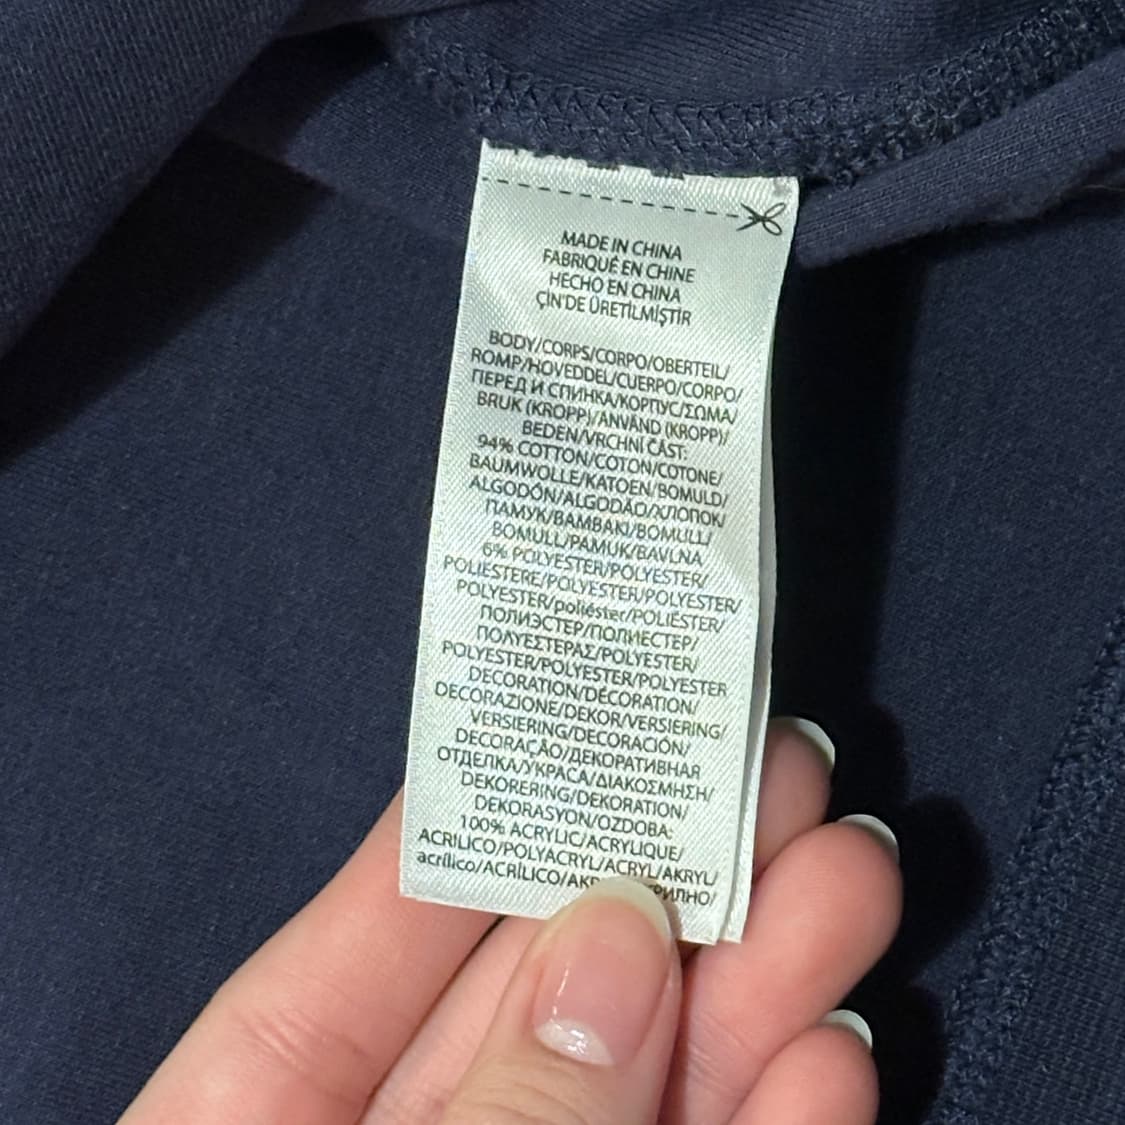 MADE IN CHINA
FABRIQUÉ EN CHINE
HECHO EN CHINA
ÇIN'DE ÜRETİLMİŞTİR
BODY/CORPS/CORPO/OBERTEIL/
ROMP/HOVEDDEL/CUERPO/CORPO/
ПЕРЕД И СПИНКА/КОРПУС/ΣΩΜΑ/
BRUK (KROPP)/ANVÄND (KROPP)/
BEDEN/VRCHNÍ ČÁST:
94% COTTON/COTON/COTONE/
BAUMWOLLE/KATOEN/BOMULD/
ALGODÓN/ALGODÃO/ХЛОПОК/
ПАМУК/BAMBAKI/BOMULL/
BOMULL/PAMUK/BAVLNA
6% POLYESTER/POLYESTER/
POLIESTERE/POLYESTER/POLYESTER/
POLYESTER/poliéster/POLIÉSTER/
ПОЛИЭСТЕР/ПОЛИЕСТЕР/
ΠΟΛΥΕΣΤΕΡΑΣ/POLYESTER/
POLYESTER/POLYESTER/POLYESTER
DECORATION/DÉCORATION/
DECORAZIONE/DEKOR/VERSIERING/
VERSIERING/DECORACIÓN/
DECORAÇÃO/ДЕКОРАТИВНАЯ
ОТДЕЛКА/УКРАСА/ΔΙΑΚΟΣΜΗΣΗ/
DEKORERING/DEKORATION/
DEKORASYON/OZDOBA:
100% ACRYLIC/ACRYLIQUE/
ACRILICO/POLYACRYL/ACRYL/AKRYL/
acrílico/ACRÍLICO/